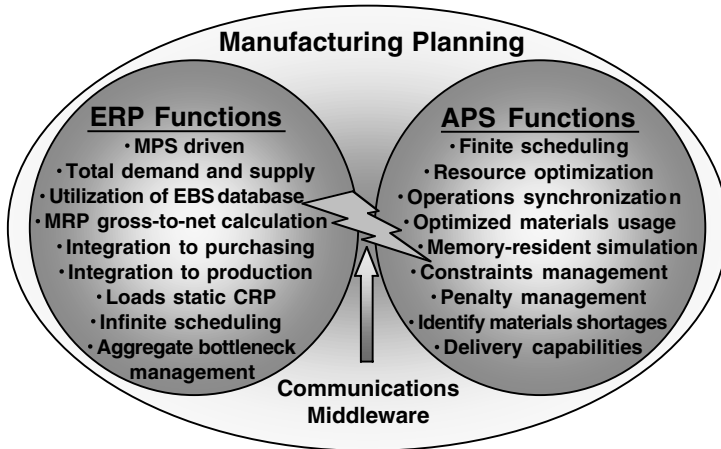 Manufacturing Planning
ERP Functions
• MPS driven
• Total demand and supply
• Utilization of EBS database
• MRP gross-to-net calculation
• Integration to purchasing
• Integration to production
• Loads static CRP
• Infinite scheduling
• Aggregate bottleneck
management
APS Functions
• Finite scheduling
• Resource optimization
• Operations synchronization
• Optimized materials usage
• Memory-resident simulation
• Constraints management
• Penalty management
• Identify materials shortages
• Delivery capabilities
Communications
Middleware